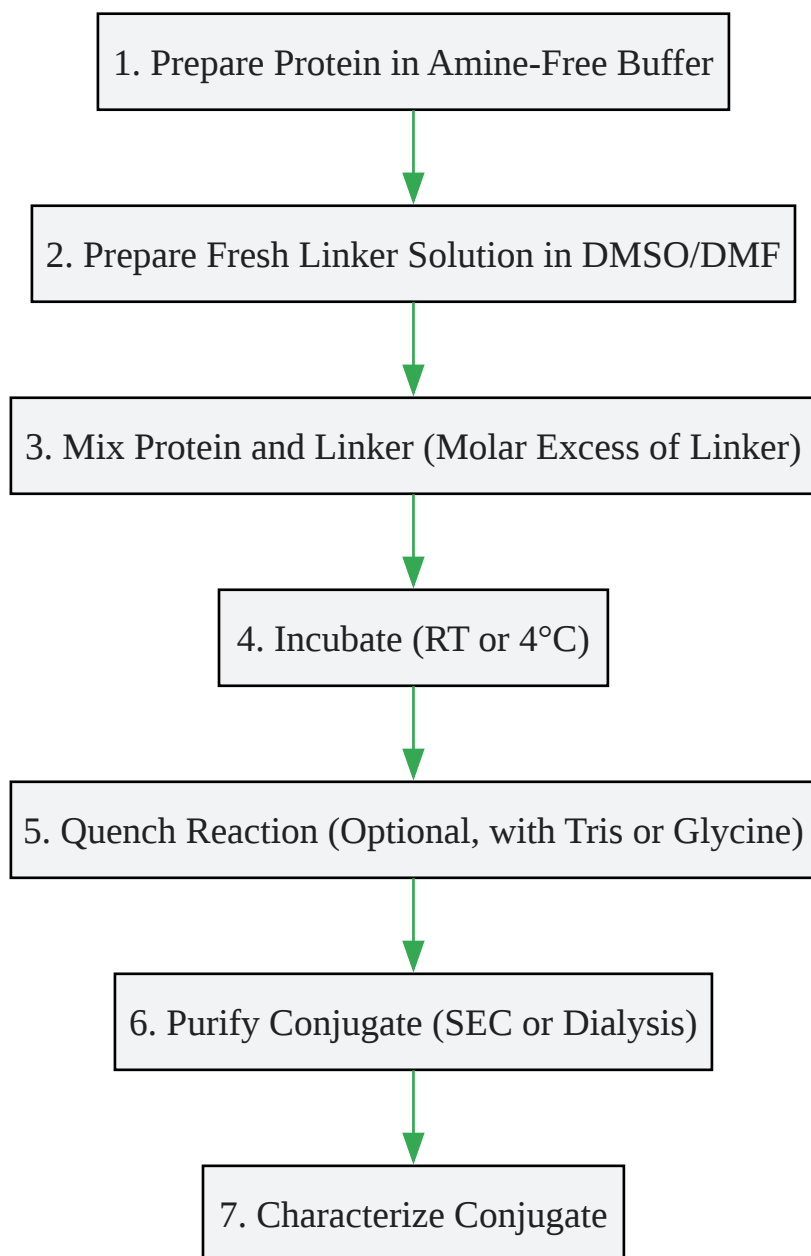 1. Prepare Protein in Amine-Free Buffer
2. Prepare Fresh Linker Solution in DMSO/DMF
3. Mix Protein and Linker (Molar Excess of Linker)
4. Incubate (RT or 4°C)
5. Quench Reaction (Optional, with Tris or Glycine)
6. Purify Conjugate (SEC or Dialysis)
7. Characterize Conjugate